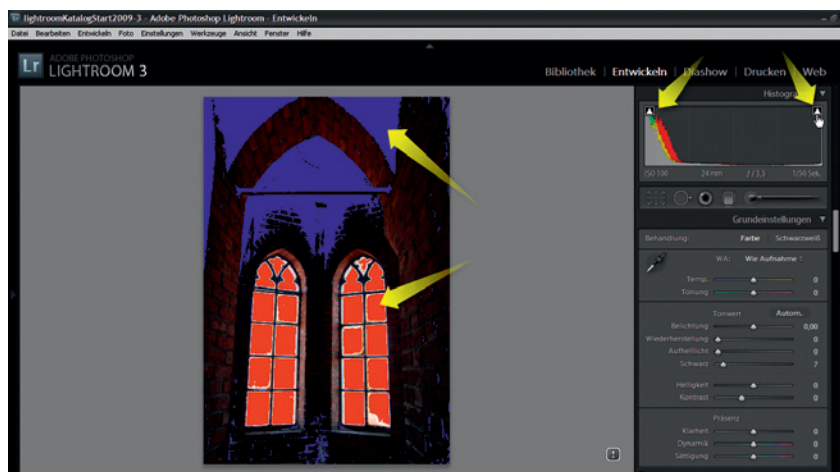 lightroomKatalogStart2009-3 - Adobe Photoshop Lightroom - Entwickeln
Datei Bearbeiten Entwickeln Foto Einstellungen Werkzeuge Ansicht Fenster Hilfe
Lr
ADOBE PHOTOSHOP
LIGHTROOM 3
Bibliothek | Entwickeln | Diashow | Drucken | Web
ISO 100 24 mm ƒ / 3,5 1/50 Sek.
Grundeinstellungen
Behandlung: Farbe Schwarzweiß
WA: Wie Aufnahme
Temp. 0
Tönung 0
Tonwert Autom.
Belichtung 0,00
Wiederherstellung 0
Aufhelllicht 0
Schwarz 7
Helligkeit 0
Kontrast 0
Präsenz
Klarheit 0
Dynamik 0
Sättigung 0